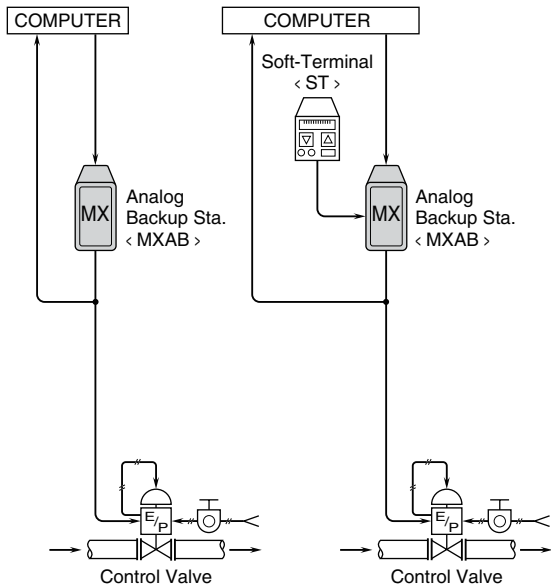 COMPUTER
MX
Analog
Backup Sta.
‹ MXAB ›
E/P
Control Valve
COMPUTER
Soft-Terminal
‹ ST ›
MX
Analog
Backup Sta.
‹ MXAB ›
E/P
Control Valve